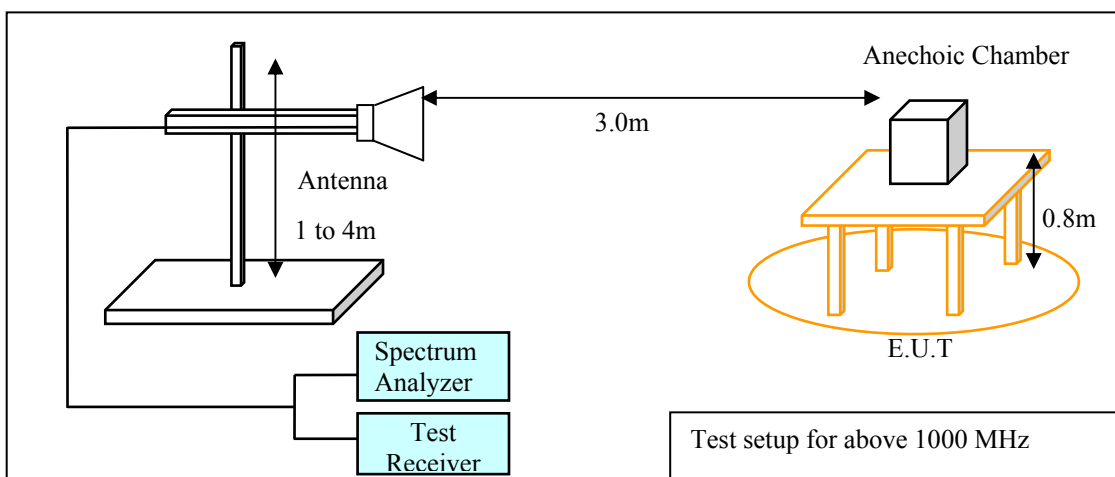 Anechoic Chamber
3.0m
Antenna
1 to 4m
0.8m
E.U.T
Spectrum
Analyzer
Test
Receiver
Test setup for above 1000 MHz